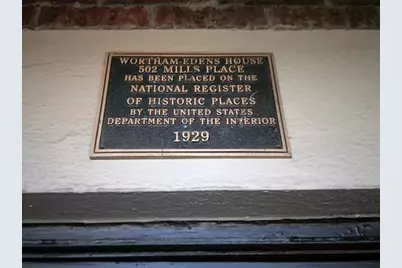 WORTHAM-EDENS HOUSE
502 MILLS PLACE
HAS BEEN PLACED ON THE
NATIONAL REGISTER
OF HISTORIC PLACES
BY THE UNITED STATES
DEPARTMENT OF THE INTERIOR
1929